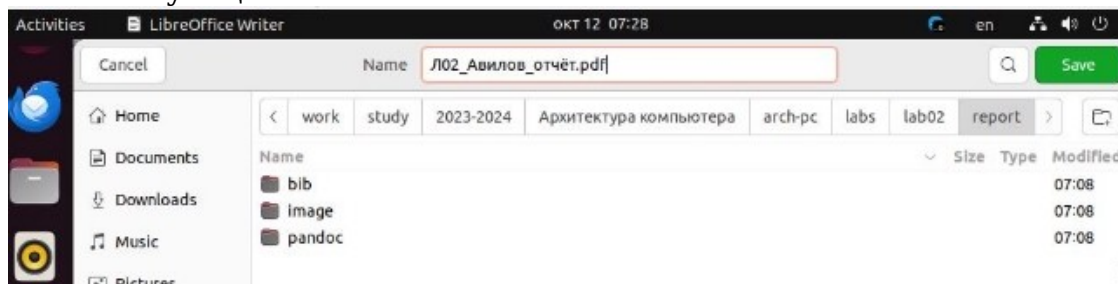 Activities LibreOffice Writer окт 12 07:28 en
Cancel Name Л02_Авилов_отчёт.pdf Save
Home work study 2023-2024 Архитектура компьютера arch-pc labs lab02 report
Documents Name Size Type Modified
bib 07:08
Downloads
image 07:08
Music pandoc 07:08
Pictures